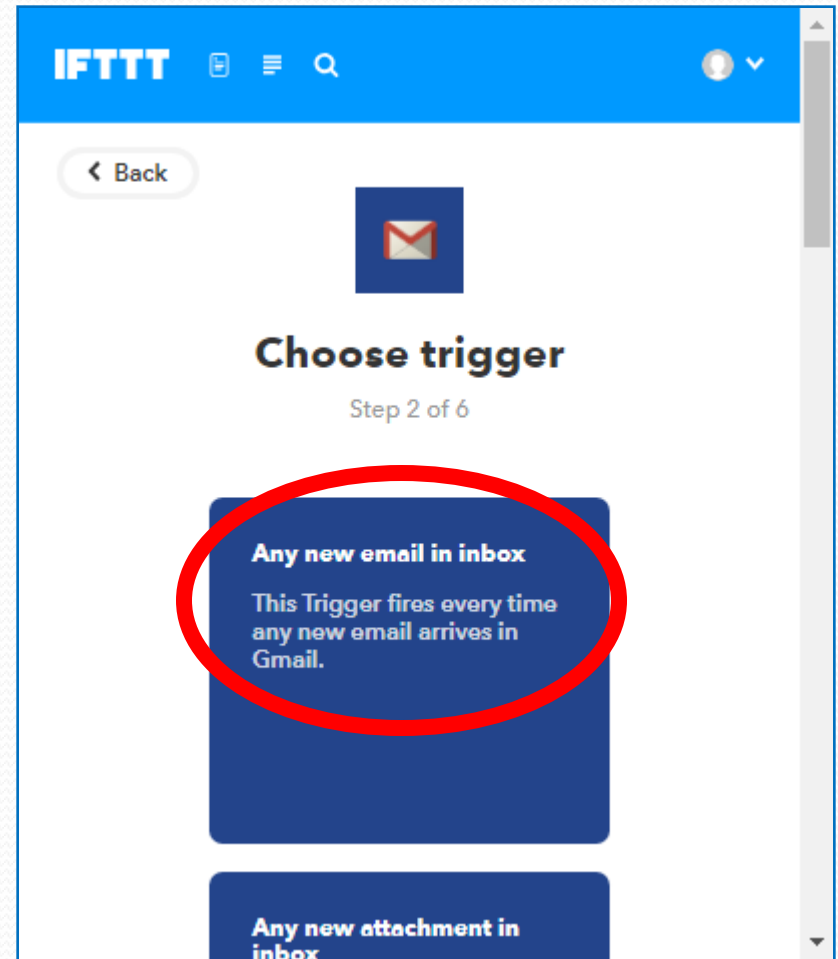 IFTTT
Back
Choose trigger
Step 2 of 6
Any new email in inbox
This Trigger fires every time
any new email arrives in
Gmail.
Any new attachment in
inbox